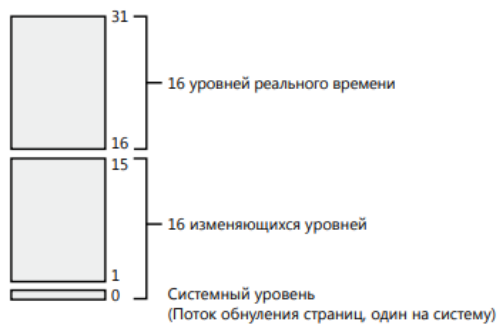 31
16 уровней реального времени
16
15
16 изменяющихся уровней
1
0
Системный уровень
(Поток обнуления страниц, один на систему)